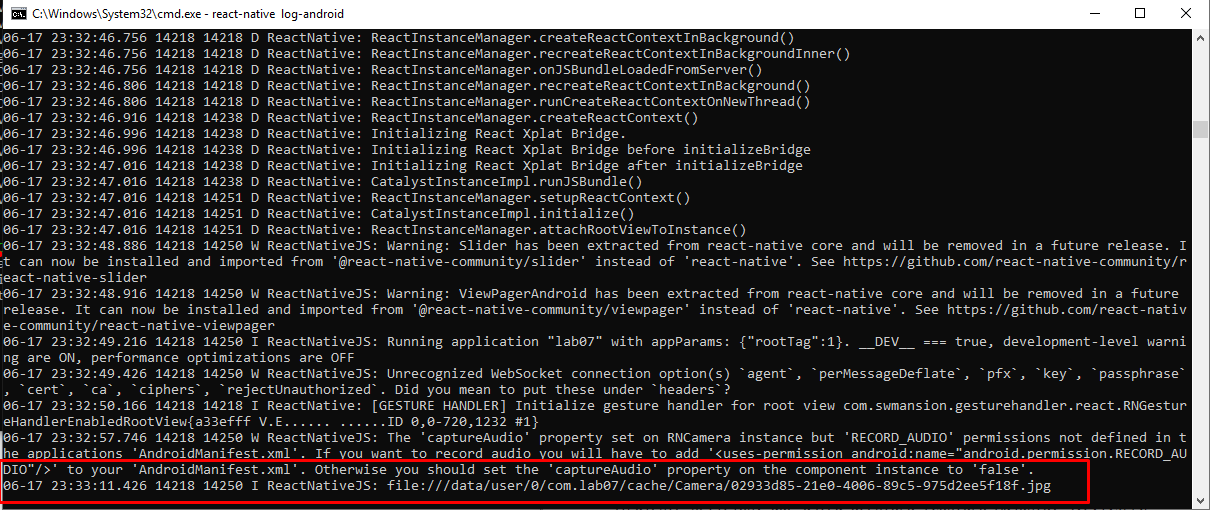 C:\Windows\System32\cmd.exe - react-native log-android
06-17 23:32:46.756 14218 14218 D ReactNative: ReactInstanceManager.createReactContextInBackground()
06-17 23:32:46.756 14218 14218 D ReactNative: ReactInstanceManager.recreateReactContextInBackgroundInner()
06-17 23:32:46.756 14218 14218 D ReactNative: ReactInstanceManager.onJSBundleLoadedFromServer()
06-17 23:32:46.806 14218 14218 D ReactNative: ReactInstanceManager.recreateReactContextInBackground()
06-17 23:32:46.806 14218 14218 D ReactNative: ReactInstanceManager.runCreateReactContextOnNewThread()
06-17 23:32:46.916 14218 14238 D ReactNative: ReactInstanceManager.createReactContext()
06-17 23:32:46.996 14218 14238 D ReactNative: Initializing React Xplat Bridge.
06-17 23:32:46.996 14218 14238 D ReactNative: Initializing React Xplat Bridge before initializeBridge
06-17 23:32:47.016 14218 14238 D ReactNative: Initializing React Xplat Bridge after initializeBridge
06-17 23:32:47.016 14218 14238 D ReactNative: CatalystInstanceImpl.runJSBundle()
06-17 23:32:47.016 14218 14251 D ReactNative: ReactInstanceManager.setupReactContext()
06-17 23:32:47.016 14218 14251 D ReactNative: CatalystInstanceImpl.initialize()
06-17 23:32:47.016 14218 14251 D ReactNative: ReactInstanceManager.attachRootViewToInstance()
06-17 23:32:48.886 14218 14250 W ReactNativeJS: Warning: Slider has been extracted from react-native core and will be removed in a future release. I
t can now be installed and imported from '@react-native-community/slider' instead of 'react-native'. See https://github.com/react-native-community/r
eact-native-slider
06-17 23:32:48.916 14218 14250 W ReactNativeJS: Warning: ViewPagerAndroid has been extracted from react-native core and will be removed in a future
release. It can now be installed and imported from '@react-native-community/viewpager' instead of 'react-native'. See https://github.com/react-nativ
e-community/react-native-viewpager
06-17 23:32:49.216 14218 14250 I ReactNativeJS: Running application "lab07" with appParams: {"rootTag":1}. __DEV__ === true, development-level warni
ng are ON, performance optimizations are OFF
06-17 23:32:49.426 14218 14250 W ReactNativeJS: Unrecognized WebSocket connection option(s) `agent`, `perMessageDeflate`, `pfx`, `key`, `passphrase`
, `cert`, `ca`, `ciphers`, `rejectUnauthorized`. Did you mean to put these under `headers`?
06-17 23:32:50.166 14218 14218 I ReactNative: [GESTURE HANDLER] Initialize gesture handler for root view com.swmansion.gesturehandler.react.RNGestur
eHandlerEnabledRootView{a33efff V.E...... ......ID 0,0-720,1232 #1}
06-17 23:32:57.746 14218 14250 W ReactNativeJS: The 'captureAudio' property set on RNCamera instance but 'RECORD_AUDIO' permissions not defined in t
he applications 'AndroidManifest.xml'. If you want to record audio you will have to add '<uses-permission android:name="android.permission.RECORD_AU
DIO"/>' to your 'AndroidManifest.xml'. Otherwise you should set the 'captureAudio' property on the component instance to 'false'.
06-17 23:33:11.426 14218 14250 I ReactNativeJS: file:///data/user/0/com.lab07/cache/Camera/02933d85-21e0-4006-89c5-975d2ee5f18f.jpg